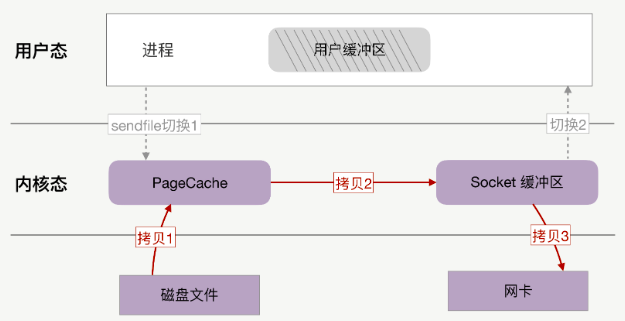 用户态
进程
用户缓冲区
sendfile切换1
切换2
内核态
PageCache
拷贝2
Socket 缓冲区
拷贝1
拷贝3
磁盘文件
网卡